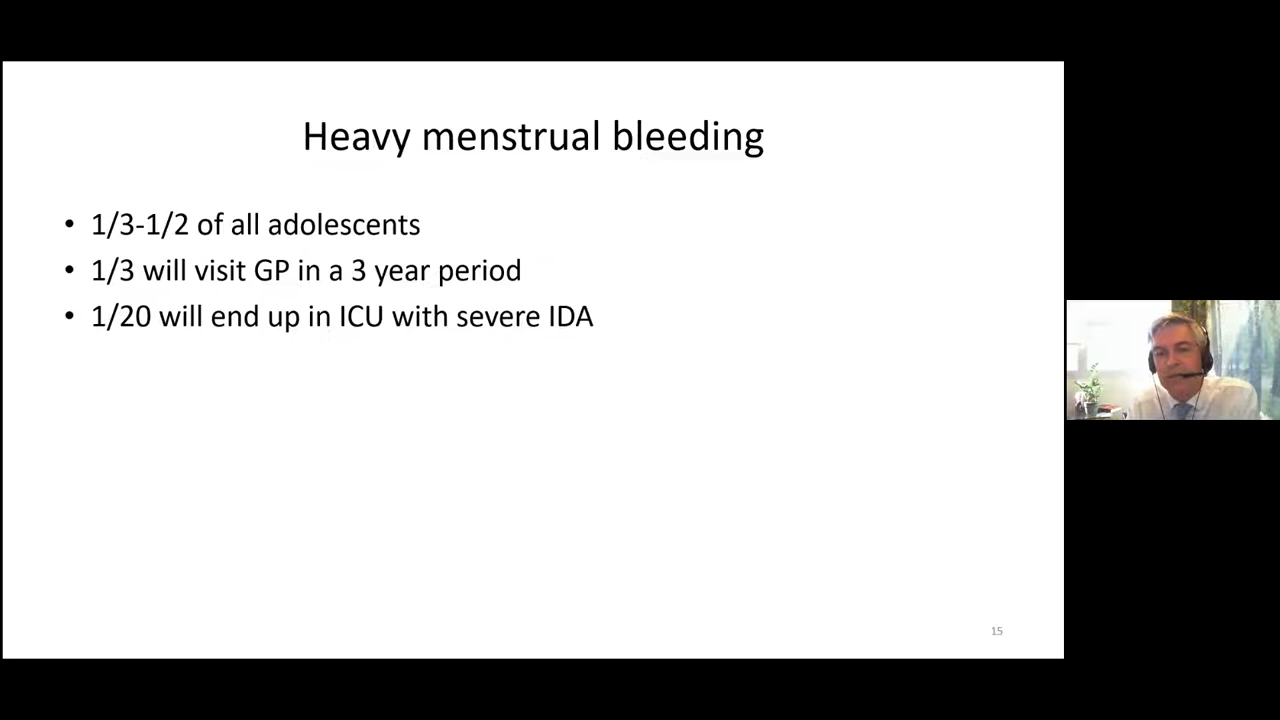 Heavy menstrual bleeding
• 1/3-1/2 of all adolescents
• 1/3 will visit GP in a 3 year period
• 1/20 will end up in ICU with severe IDA
15